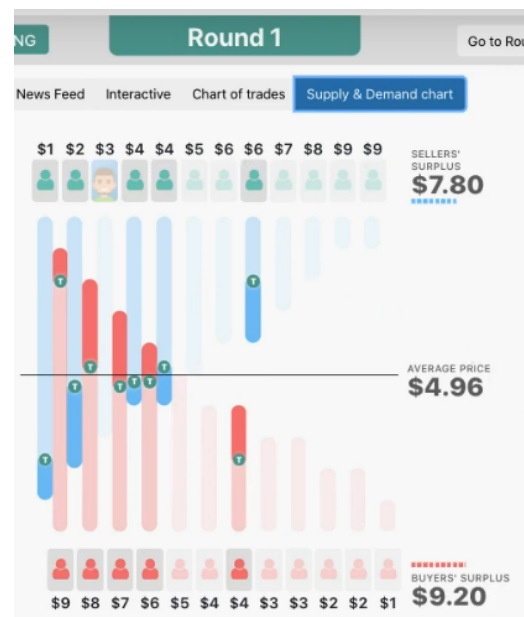 NG
Round 1
Go to Rou
News Feed Interactive Chart of trades Supply & Demand chart
$1 $2 $3 $4 $4 $5 $6 $6 $7 $8 $9 $9
SELLERS'
SURPLUS
$7.80
T
T
T
T
T
T
T
T
T
T
AVERAGE PRICE
$4.96
BUYERS' SURPLUS
$9.20
$9 $8 $7 $6 $5 $4 $4 $3 $3 $2 $2 $1